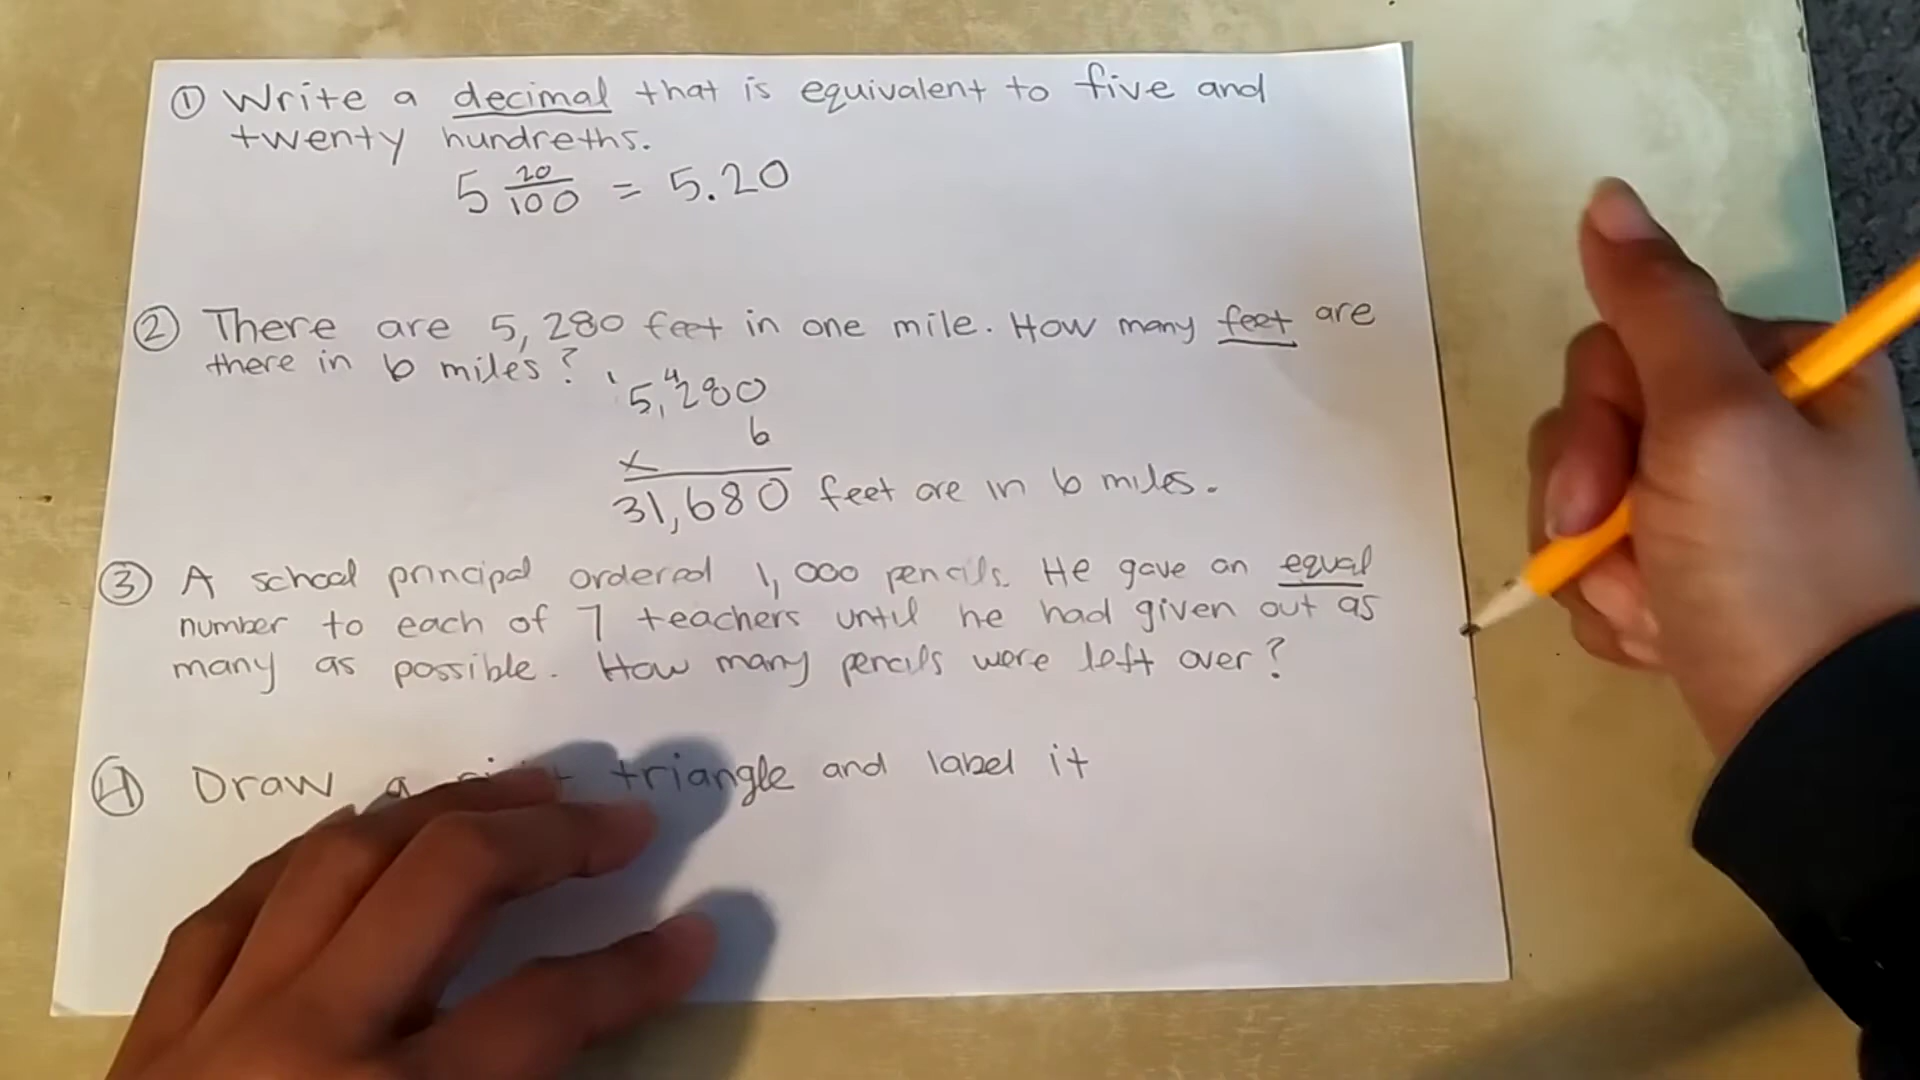 ① Write a decimal that is equivalent to five and
twenty hundreths.
5 20/100 = 5.20
② There are 5,280 feet in one mile. How many feet are
there in 6 miles?
1 4
5,280
x 6
31,680 feet are in 6 miles.
③ A school principal ordered 1,000 pencils. He gave an equal
number to each of 7 teachers until he had given out as
many as possible. How many pencils were left over?
④ Draw a triangle and label it